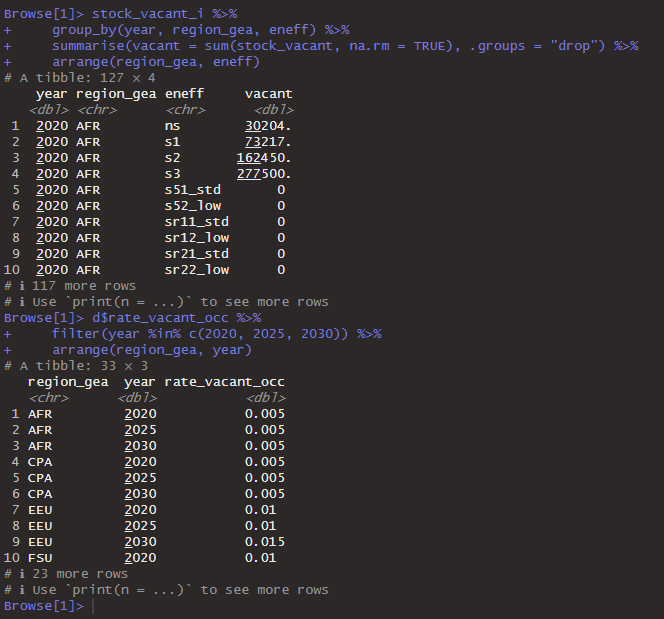 Browse[1]> stock_vacant_i %>%
+     group_by(year, region_gea, eneff) %>%
+     summarise(vacant = sum(stock_vacant, na.rm = TRUE), .groups = "drop") %>%
+     arrange(region_gea, eneff)
# A tibble: 127 × 4
    year region_gea eneff     vacant
   <dbl> <chr>      <chr>      <dbl>
 1  2020 AFR        ns        30204.
 2  2020 AFR        s1        73217.
 3  2020 AFR        s2       162450.
 4  2020 AFR        s3       277500.
 5  2020 AFR        s51_std       0
 6  2020 AFR        s52_low       0
 7  2020 AFR        sr11_std      0
 8  2020 AFR        sr12_low      0
 9  2020 AFR        sr21_std      0
10  2020 AFR        sr22_low      0
# ℹ 117 more rows
# ℹ Use `print(n = ...)` to see more rows
Browse[1]> d$rate_vacant_occ %>%
+     filter(year %in% c(2020, 2025, 2030)) %>%
+     arrange(region_gea, year)
# A tibble: 33 × 3
   region_gea  year rate_vacant_occ
   <chr>      <dbl>           <dbl>
 1 AFR         2020           0.005
 2 AFR         2025           0.005
 3 AFR         2030           0.005
 4 CPA         2020           0.005
 5 CPA         2025           0.005
 6 CPA         2030           0.005
 7 EEU         2020           0.01
 8 EEU         2025           0.01
 9 EEU         2030           0.015
10 FSU         2020           0.01
# ℹ 23 more rows
# ℹ Use `print(n = ...)` to see more rows
Browse[1]>